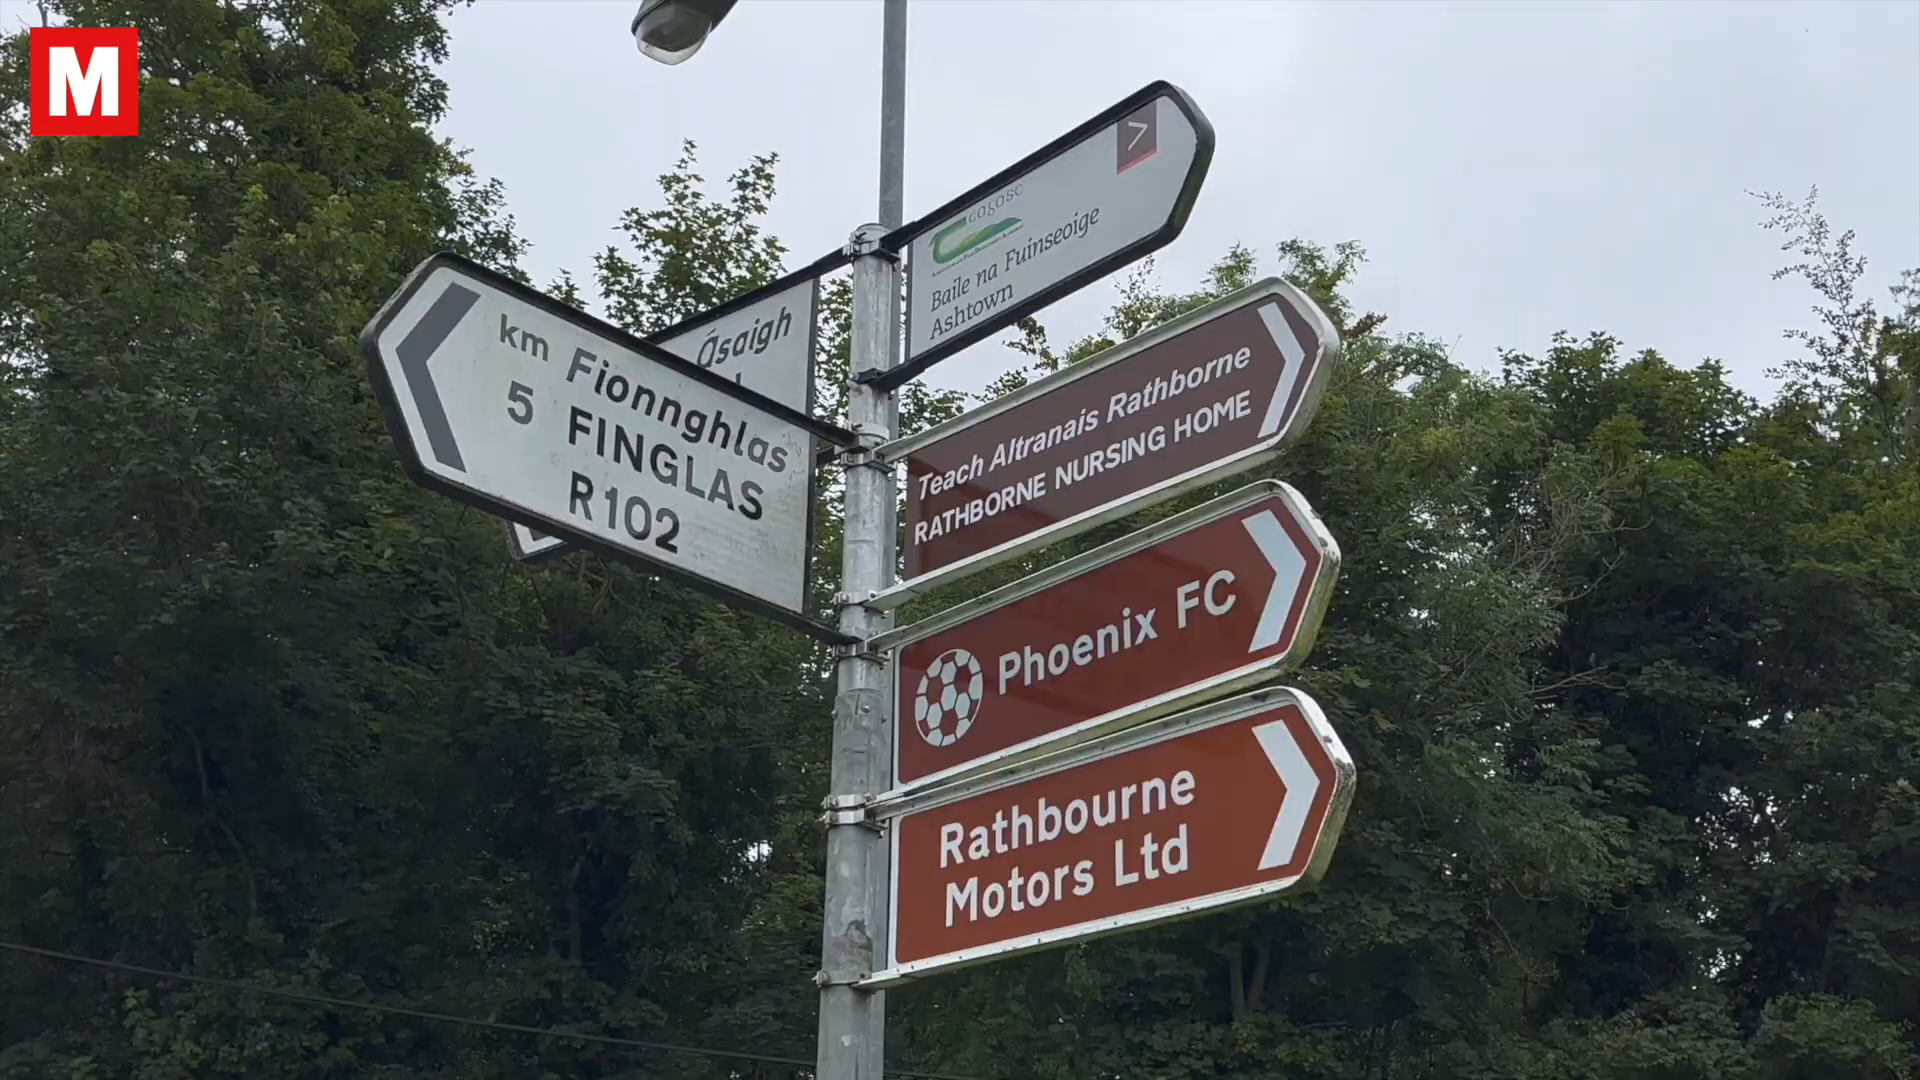 M
>
Teagasc
Baile na Fuinseoige
Ashtown
Ásaigh
km Fionnghlas
5 FINGLAS
R102
Teach Altranais Rathborne
RATHBORNE NURSING HOME
Phoenix FC
Rathbourne
Motors Ltd